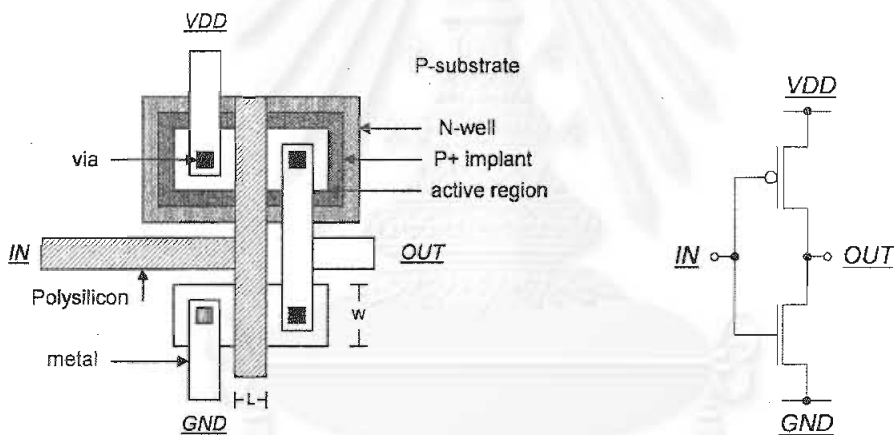 VDD
P-substrate
N-well
via
P+ implant
active region
IN
OUT
Polysilicon
W
metal
L
GND
VDD
IN
OUT
GND